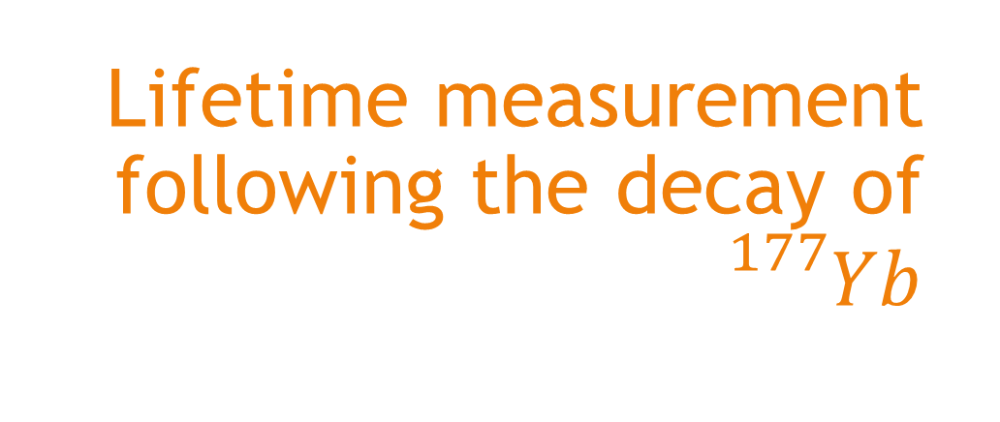 Lifetime measurement
following the decay of
¹⁷⁷Yb